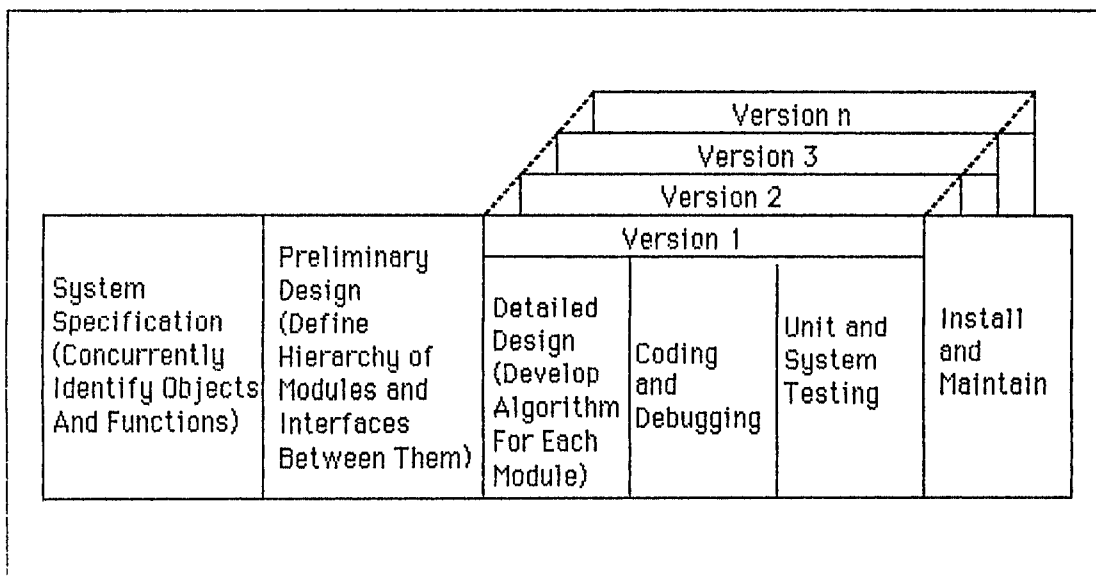 Version n
Version 3
Version 2
Version 1
System
Specification
(Concurrently
Identify Objects
And Functions)
Preliminary
Design
(Define
Hierarchy of
Modules and
Interfaces
Between Them)
Detailed
Design
(Develop
Algorithm
For Each
Module)
Coding
and
Debugging
Unit and
System
Testing
Install
and
Maintain